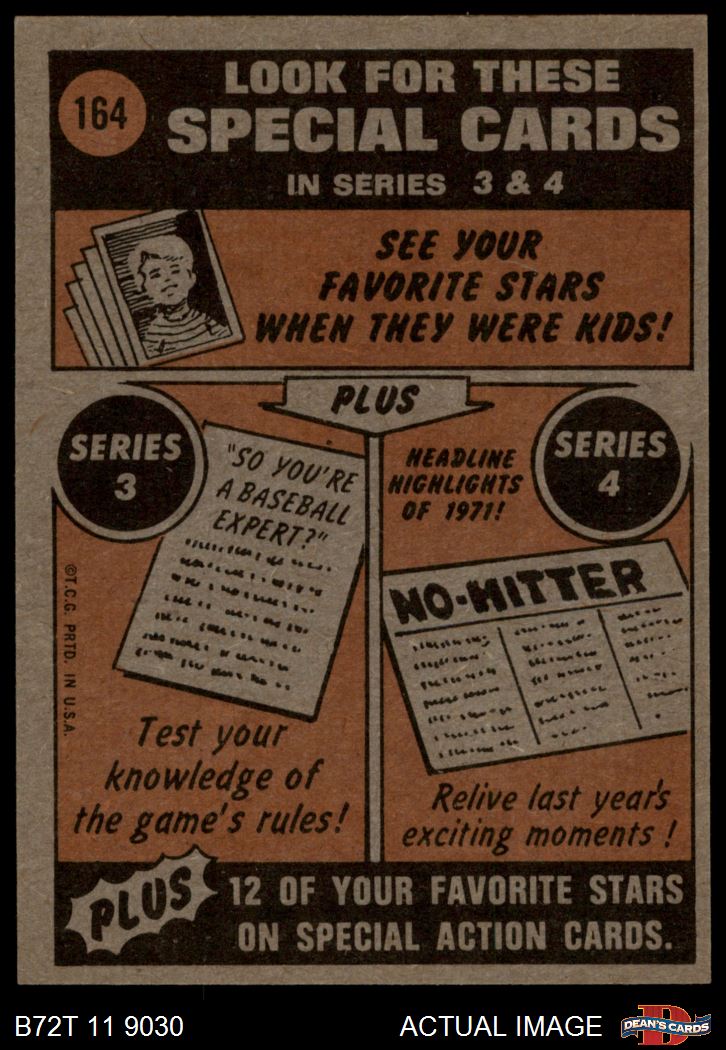 164
LOOK FOR THESE
SPECIAL CARDS
IN SERIES 3 & 4
SEE YOUR
FAVORITE STARS
WHEN THEY WERE KIDS!
PLUS
SERIES
3
"SO YOU'RE
A BASEBALL
EXPERT?"
Test your
knowledge of
the game's rules!
HEADLINE
HIGHLIGHTS
OF 1971!
SERIES
4
NO-HITTER
Relive last year's
exciting moments!
©T.C.G. PRTD. IN U.S.A.
PLUS
12 OF YOUR FAVORITE STARS
ON SPECIAL ACTION CARDS.
B72T 11 9030
ACTUAL IMAGE
D
DEAN'S CARDS